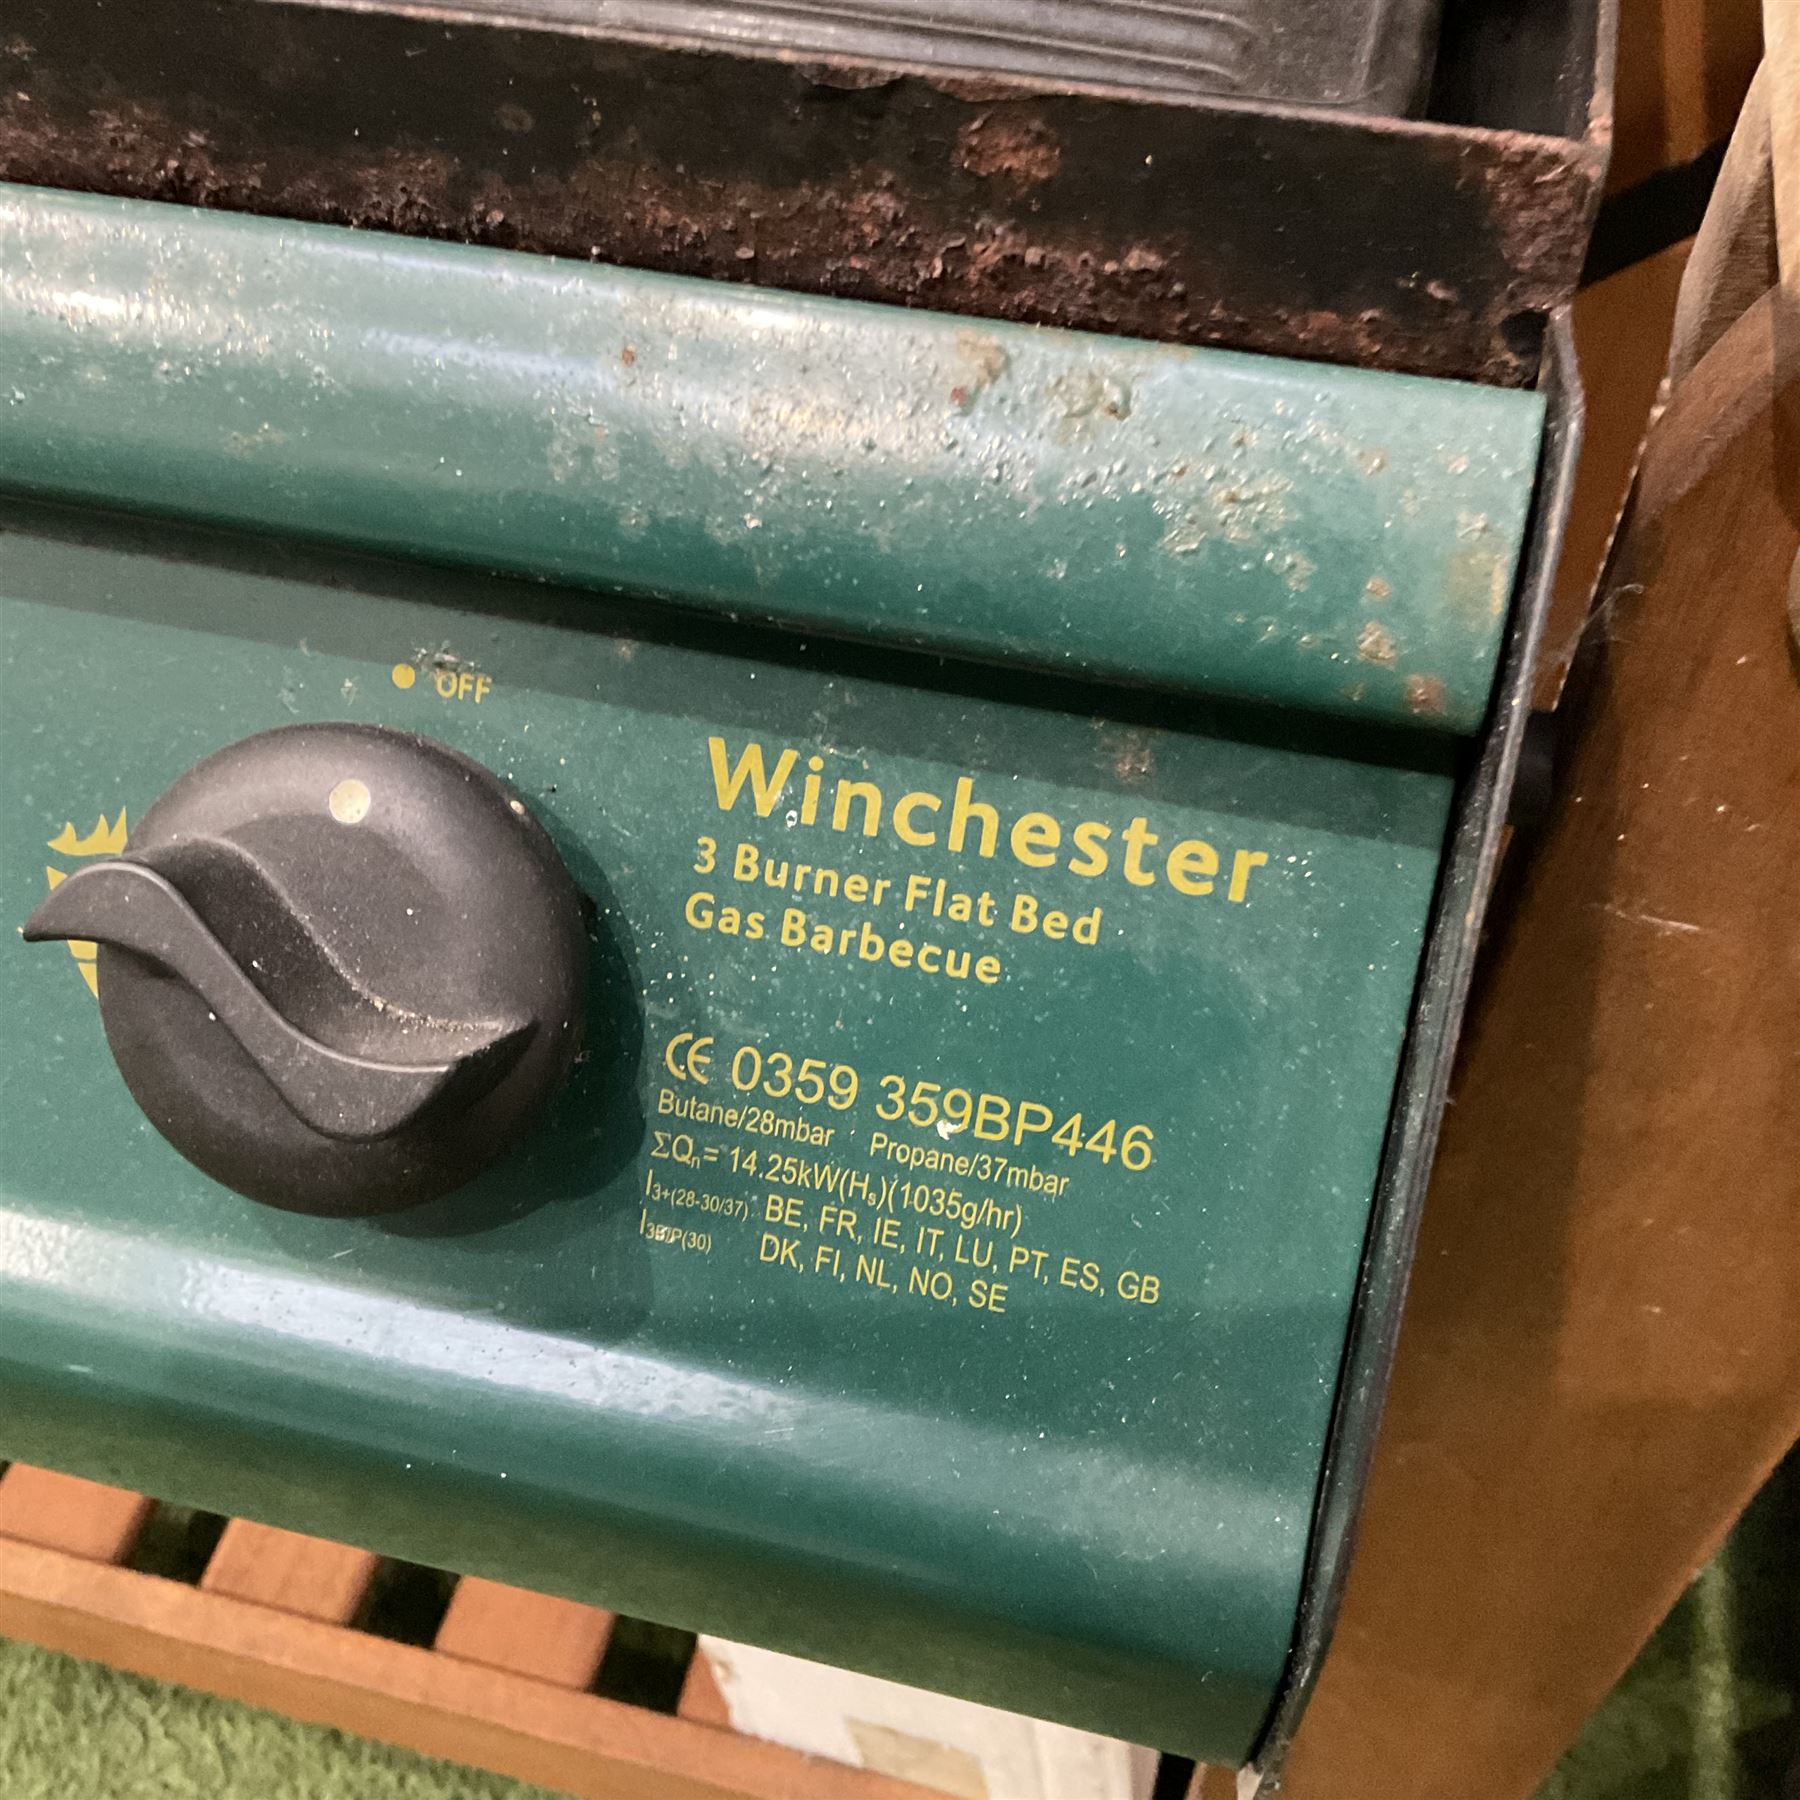 OFF
Winchester
3 Burner Flat Bed
Gas Barbecue
CE 0359 359BP446
Butane/28mbar Propane/37mbar
ΣQn= 14.25kW(Hs)(1035g/hr)
I3+(28-30/37): BE, FR, IE, IT, LU, PT, ES, GB
I3B/P(30) DK, FI, NL, NO, SE